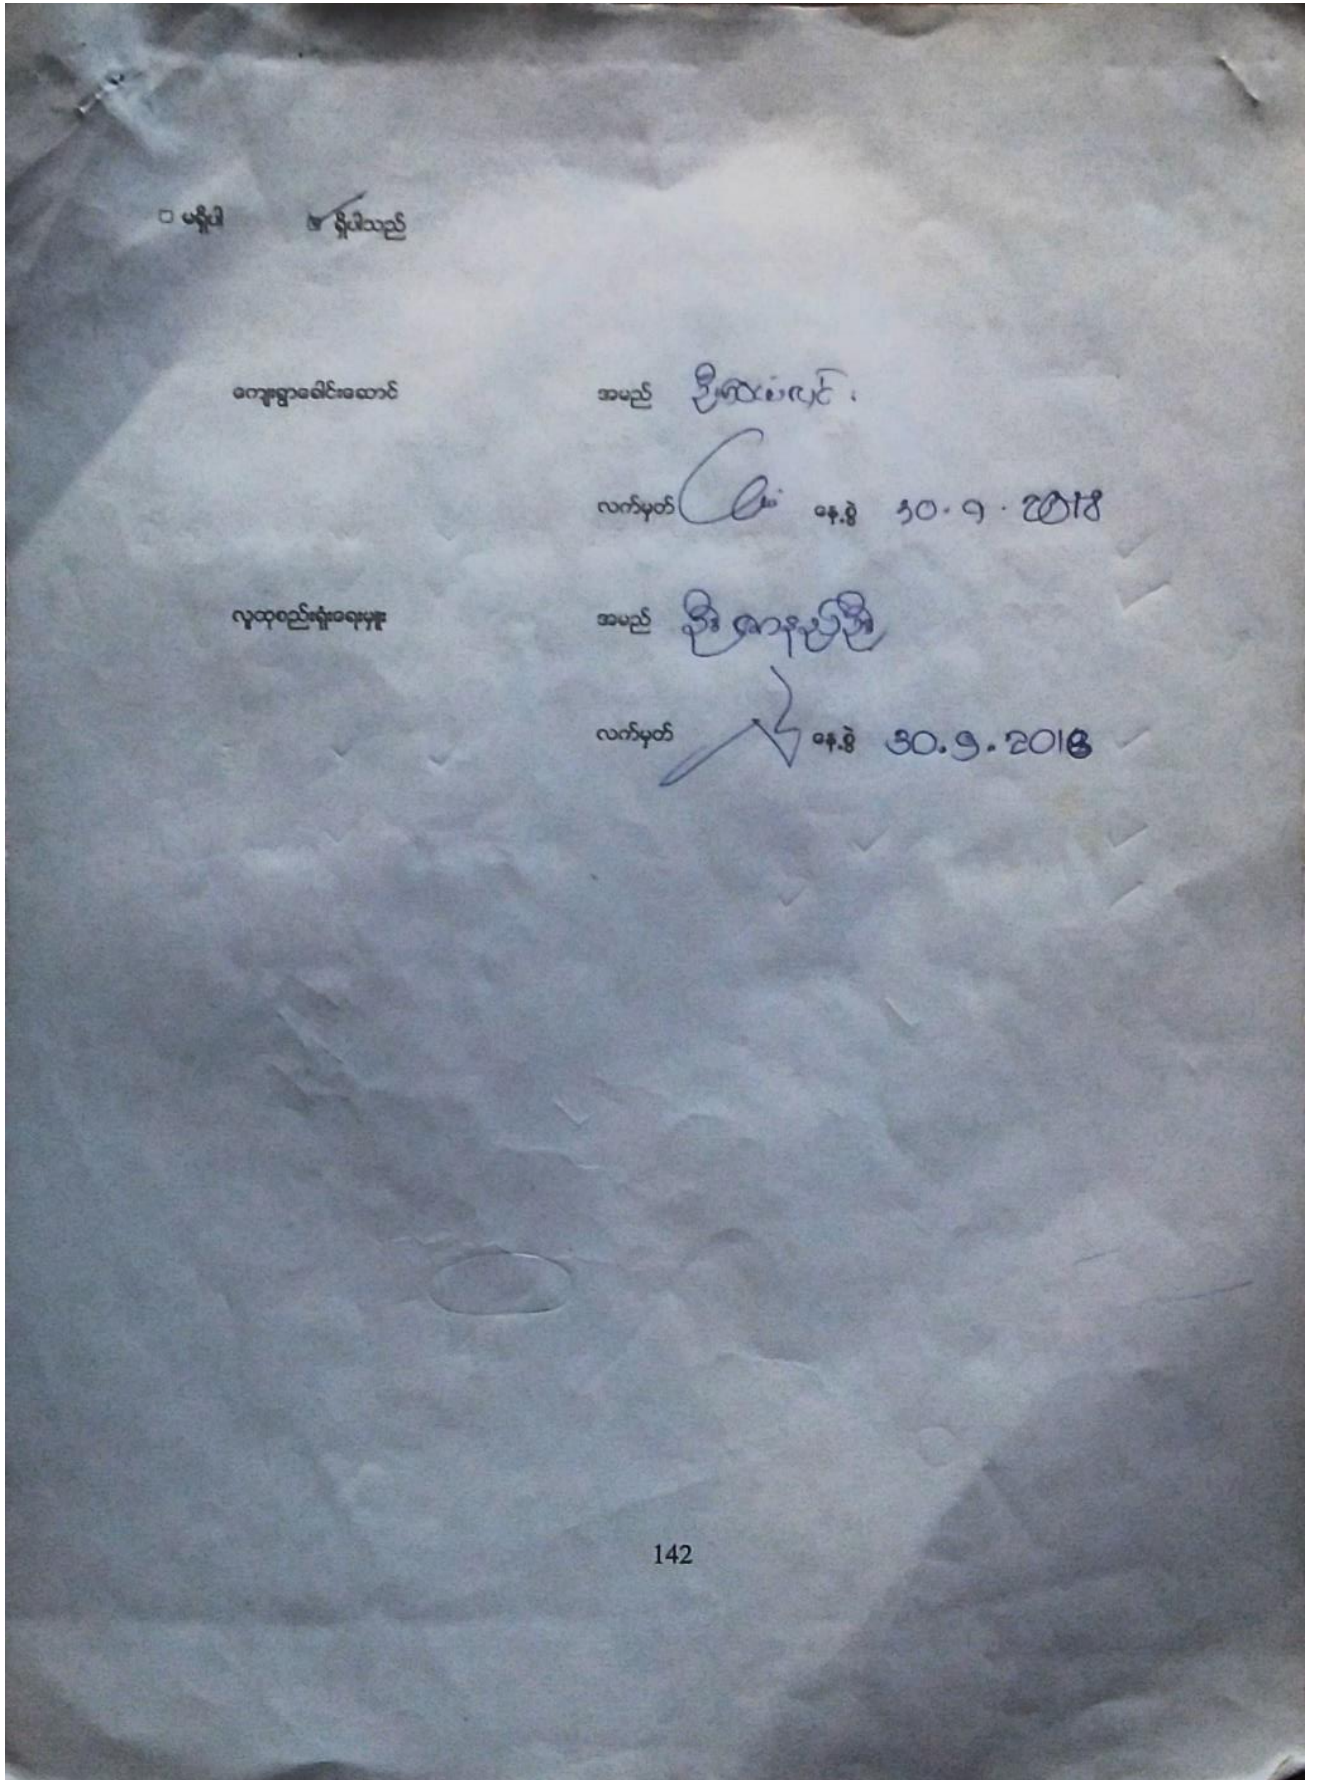 □ မရှိပါ ☑ ရှိပါသည်
ကျေးရွာခေါင်းဆောင် အမည် ဦး
လက်မှတ် နေ့စွဲ 30.9.2018
လူထုစည်းရုံးရေးမှူး အမည် ဦး
လက်မှတ် နေ့စွဲ 30.9.2018
142